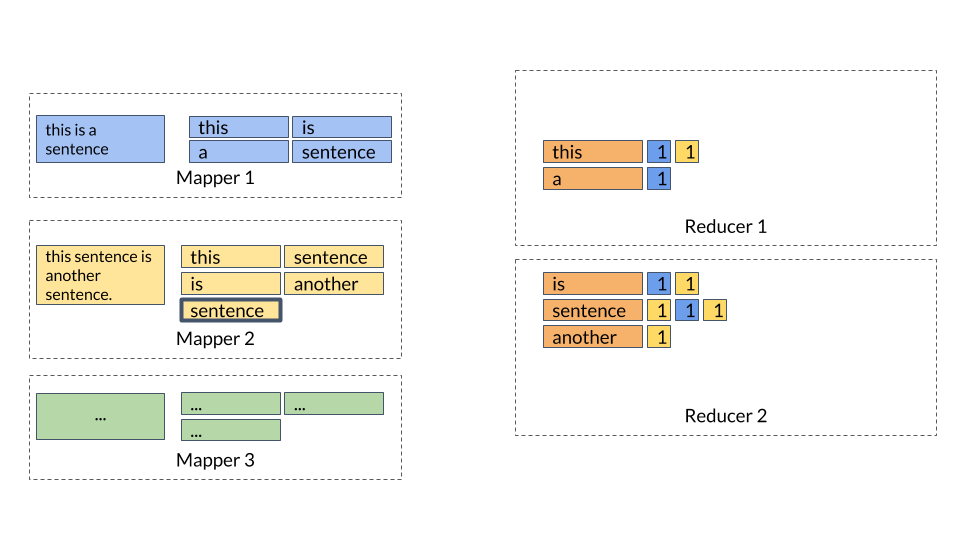 this is a
sentence
this is
a sentence
Mapper 1
this sentence is
another
sentence.
this sentence
is another
sentence
Mapper 2
...
... ...
...
Mapper 3
this 1 1
a 1
Reducer 1
is 1 1
sentence 1 1 1
another 1
Reducer 2